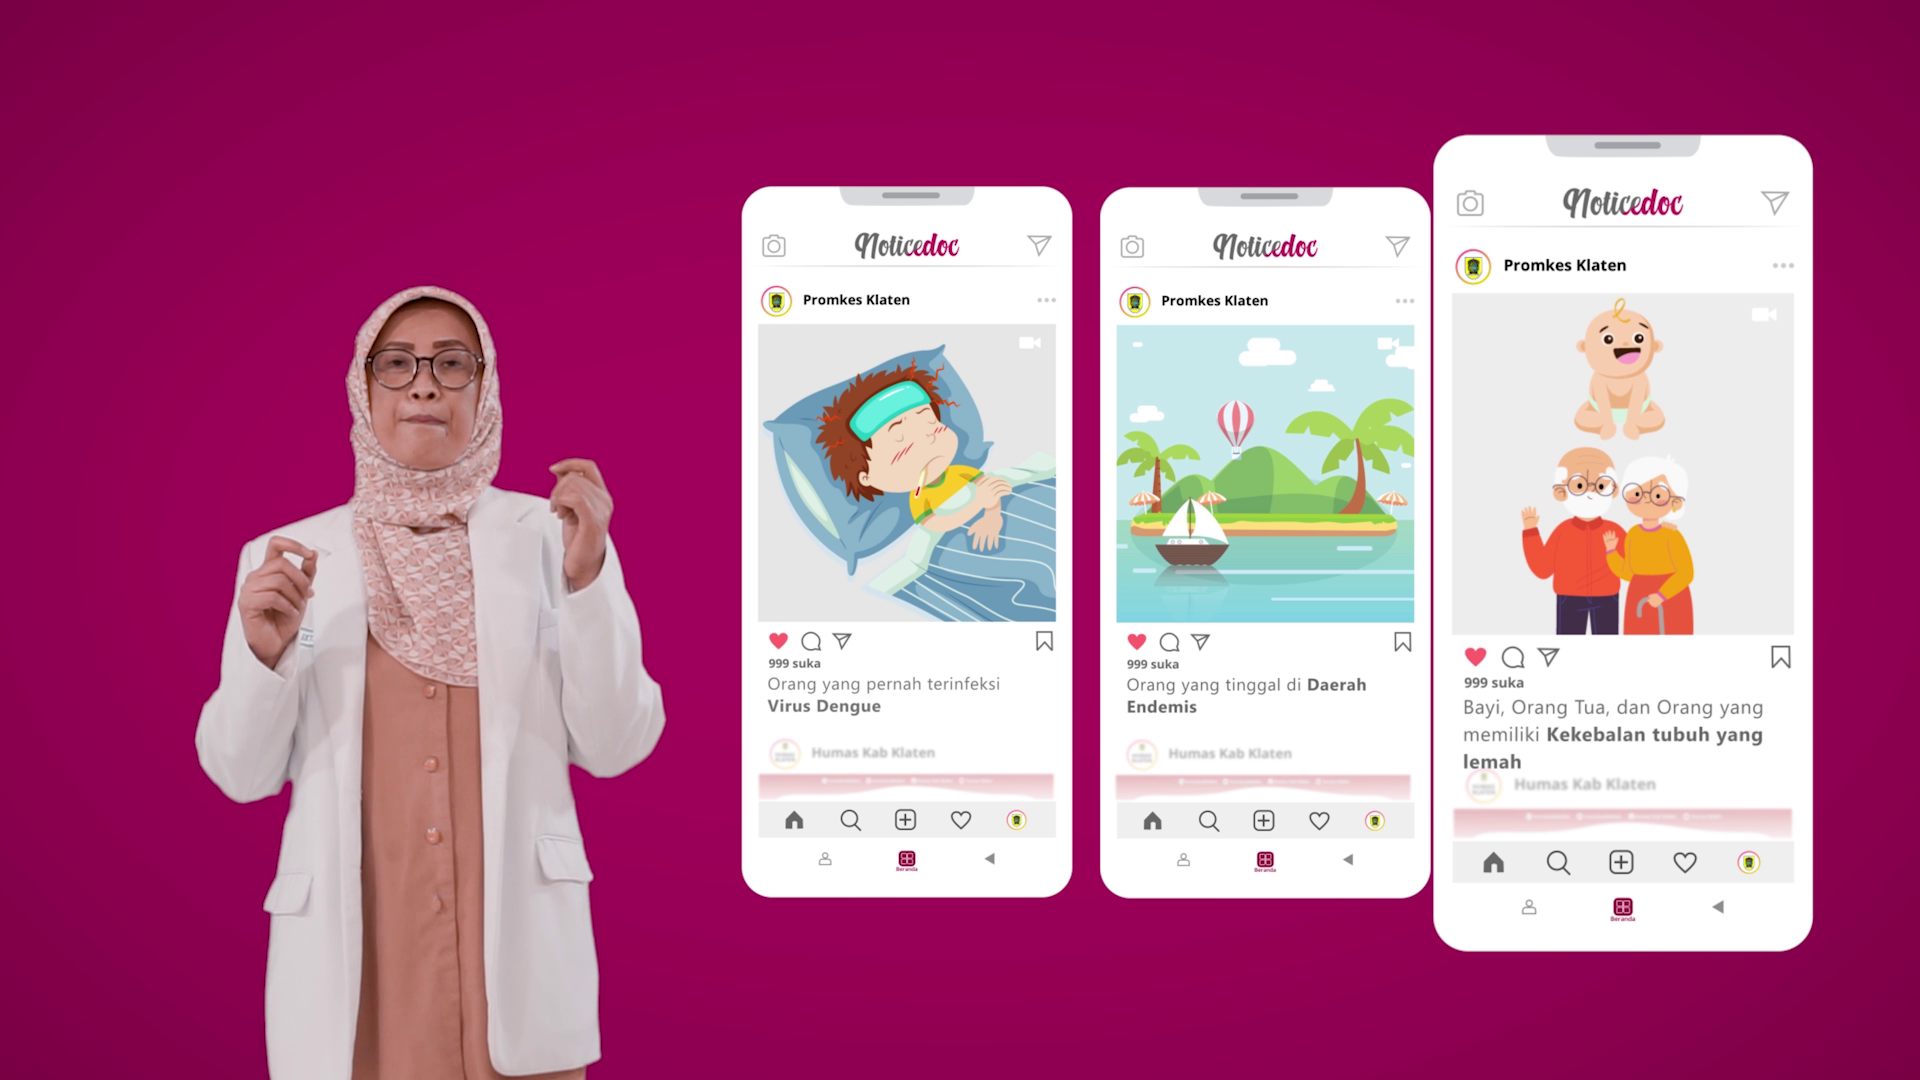 Noticedoc
Promkes Klaten
999 suka
Orang yang pernah terinfeksi
Virus Dengue
Humas Kab Klaten
Beranda
Noticedoc
Promkes Klaten
999 suka
Orang yang tinggal di Daerah
Endemis
Humas Kab Klaten
Beranda
Noticedoc
Promkes Klaten
999 suka
Bayi, Orang Tua, dan Orang yang
memiliki Kekebalan tubuh yang
lemah
Humas Kab Klaten
Beranda